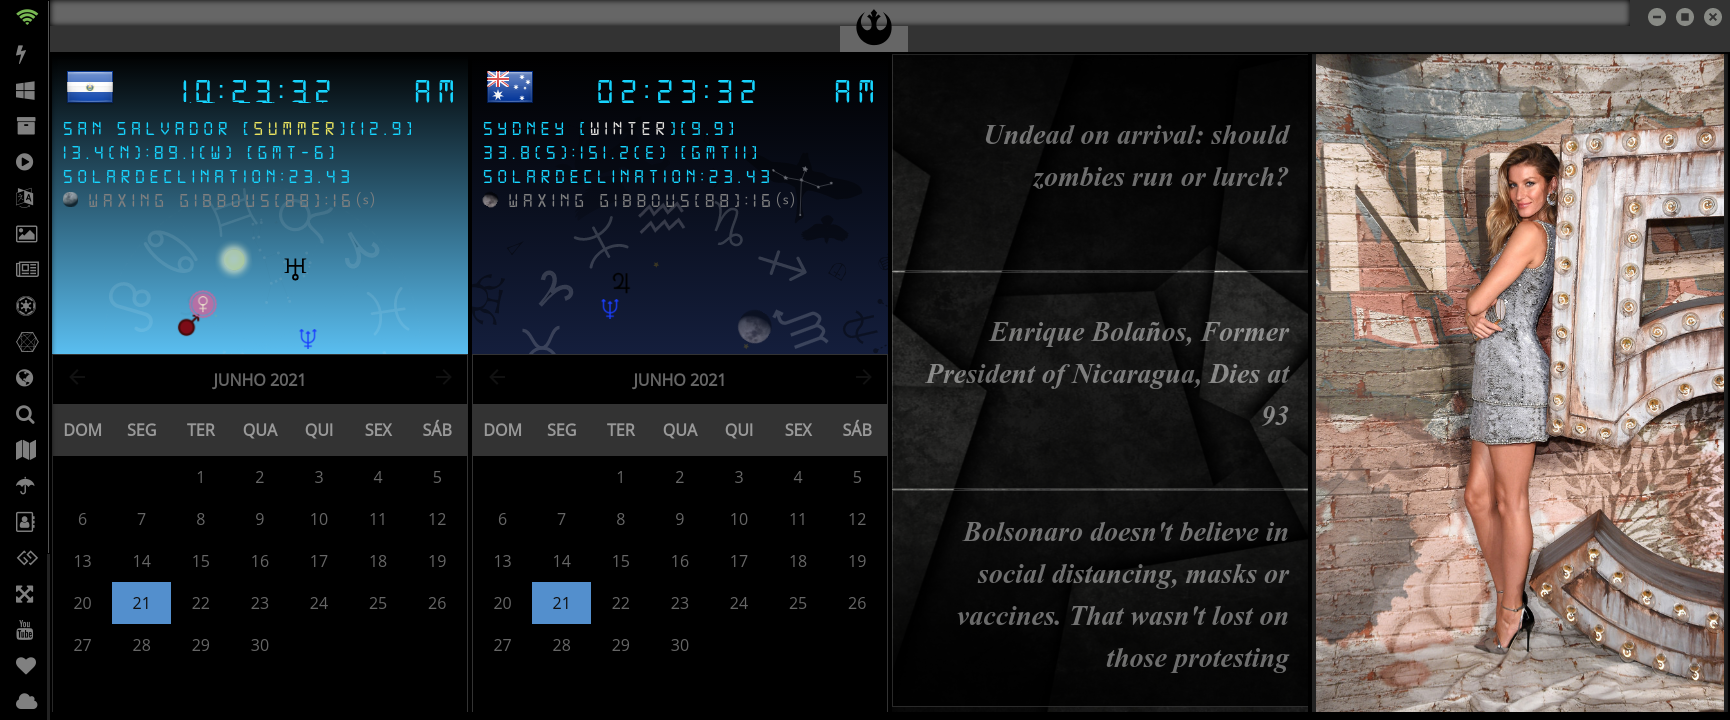 10:23:32 AM
SAN SALVADOR [SUMMER][12.9]
13.4(N):89.1(W) [GMT-6]
SOLARDECLINATION:23.43
WAXING GIBBOUS[88]:16(s)
JUNHO 2021
DOM SEG TER QUA QUI SEX SÁB
1 2 3 4 5
6 7 8 9 10 11 12
13 14 15 16 17 18 19
20 21 22 23 24 25 26
27 28 29 30
02:23:32 AM
SYDNEY [WINTER][9.9]
33.8(S):151.2(E) [GMT11]
SOLARDECLINATION:23.43
WAXING GIBBOUS[88]:16(s)
JUNHO 2021
DOM SEG TER QUA QUI SEX SÁB
1 2 3 4 5
6 7 8 9 10 11 12
13 14 15 16 17 18 19
20 21 22 23 24 25 26
27 28 29 30
Undead on arrival: should
zombies run or lurch?
Enrique Bolaños, Former
President of Nicaragua, Dies at
93
Bolsonaro doesn't believe in
social distancing, masks or
vaccines. That wasn't lost on
those protesting
You
Tube